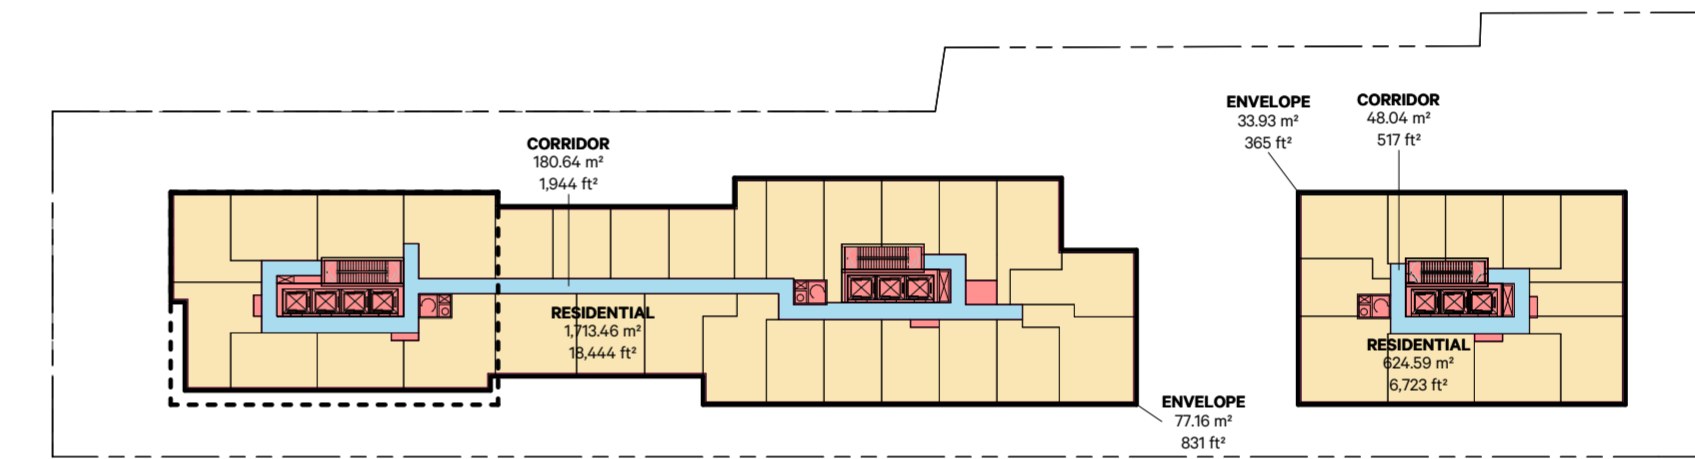 ENVELOPE
33.93 m²
365 ft²
CORRIDOR
48.04 m²
517 ft²
CORRIDOR
180.64 m²
1,944 ft²
RESIDENTIAL
1,713.46 m²
18,444 ft²
RESIDENTIAL
624.59 m²
6,723 ft²
ENVELOPE
77.16 m²
831 ft²